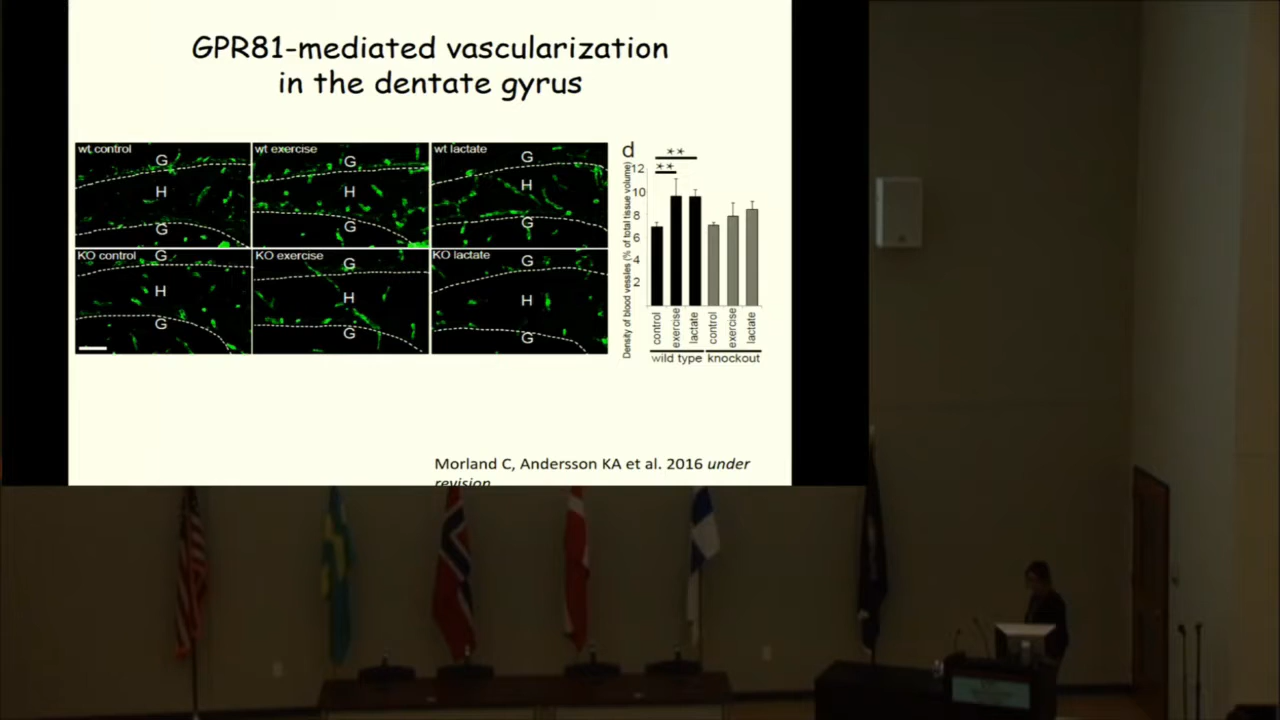 GPR81-mediated vascularization
in the dentate gyrus
wt control
G
H
G
wt exercise
G
H
G
wt lactate
G
H
G
KO control
G
H
G
KO exercise
G
H
G
KO lactate
G
H
G
d
**
**
Density of blood vessles (% of total tissue volume)
12
10
8
6
4
2
control
exercise
lactate
control
exercise
lactate
wild type
knockout
Morland C, Andersson KA et al. 2016 under
revision